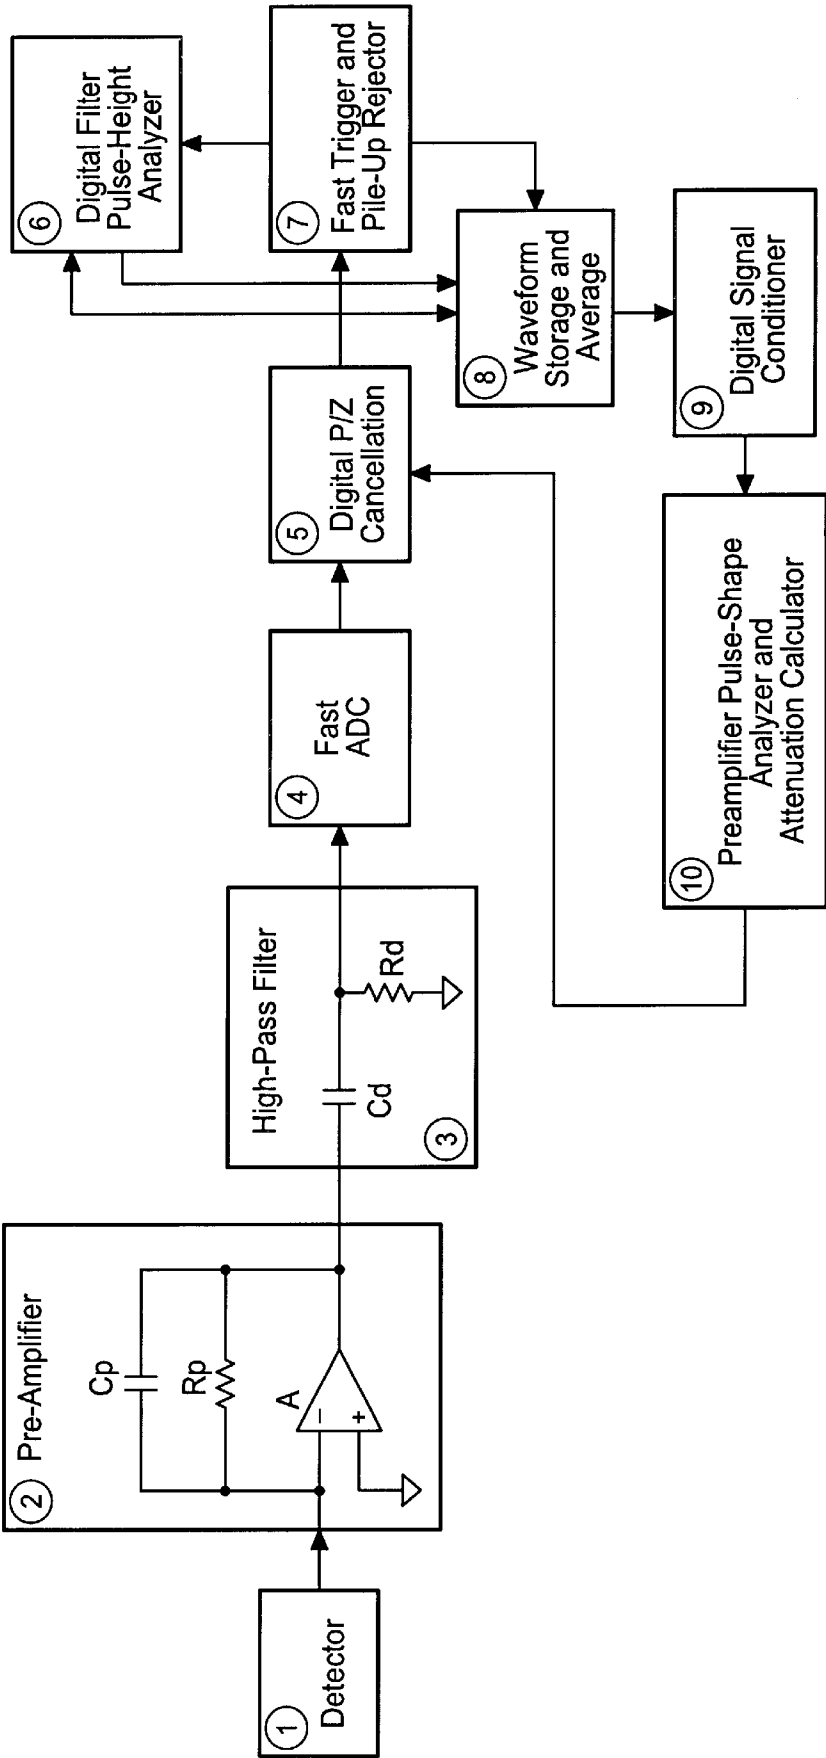 1
Detector
2
Pre-Amplifier
Cp
Rp
A
−
+
3
High-Pass Filter
Cd
Rd
4
Fast
ADC
5
Digital P/Z
Cancellation
6
Digital Filter
Pulse-Height
Analyzer
7
Fast Trigger and
Pile-Up Rejector
8
Waveform
Storage and
Average
9
Digital Signal
Conditioner
10
Preamplifier Pulse-Shape
Analyzer and
Attenuation Calculator